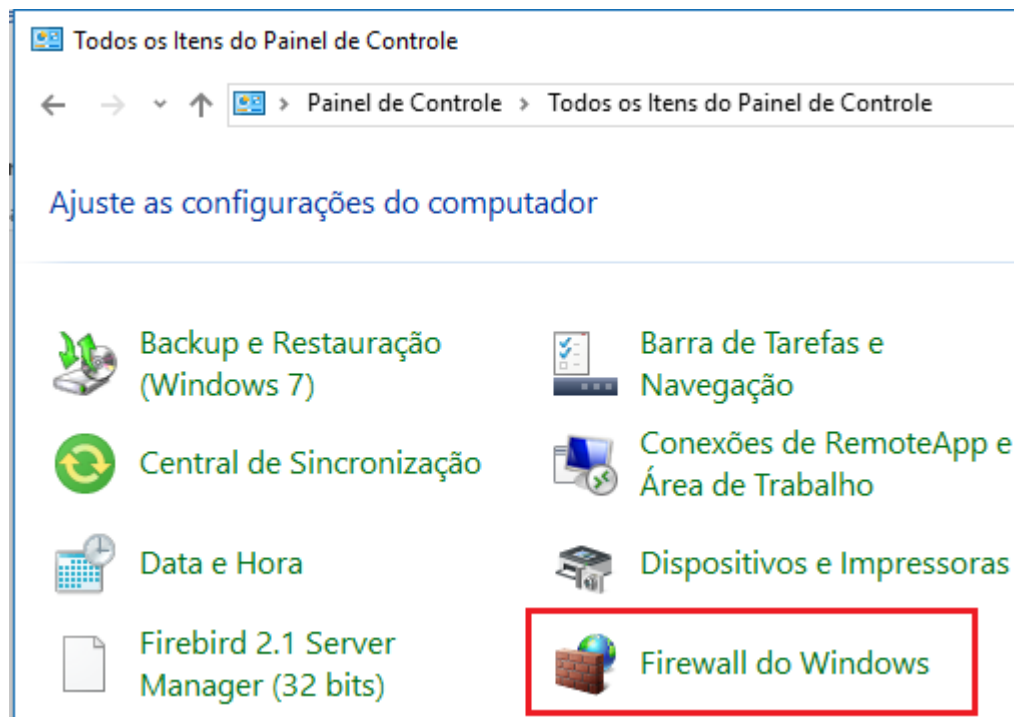 Todos os Itens do Painel de Controle
Painel de Controle > Todos os Itens do Painel de Controle
Ajuste as configurações do computador
Backup e Restauração
(Windows 7)
Barra de Tarefas e
Navegação
Central de Sincronização
Conexões de RemoteApp e
Área de Trabalho
Data e Hora
Dispositivos e Impressoras
Firebird 2.1 Server
Manager (32 bits)
Firewall do Windows